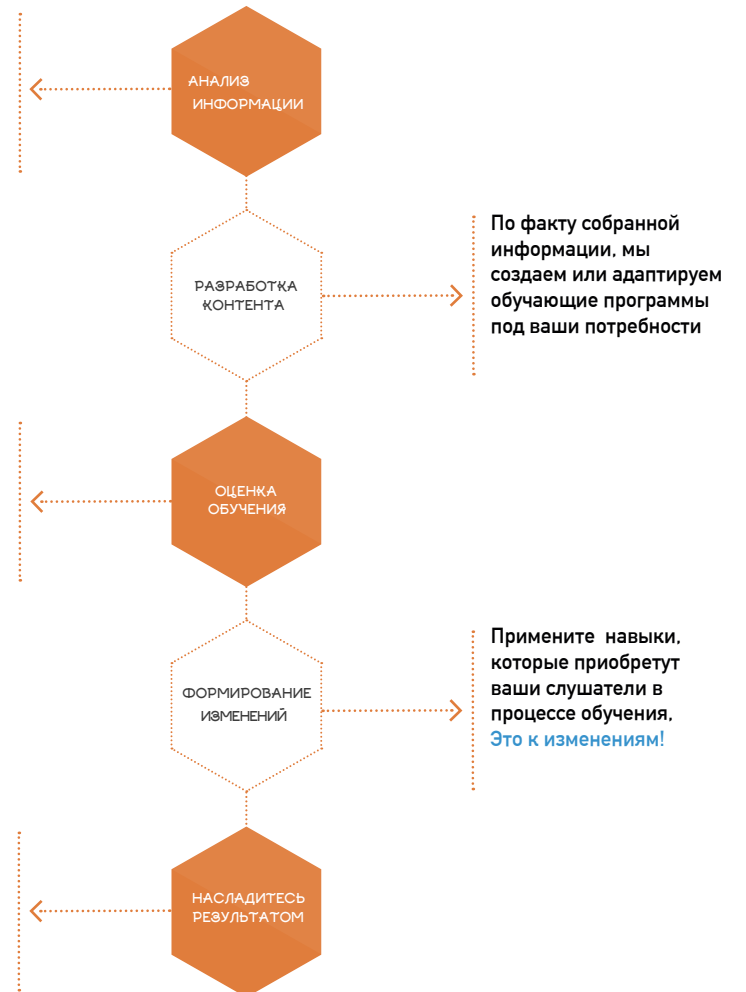 АНАЛИЗ
ИНФОРМАЦИИ
РАЗРАБОТКА
КОНТЕНТА
По факту собранной
информации, мы
создаем или адаптируем
обучающие программы
под ваши потребности
ОЦЕНКА
ОБУЧЕНИЯ
ФОРМИРОВАНИЕ
ИЗМЕНЕНИЙ
Примените навыки,
которые приобретут
ваши слушатели в
процессе обучения,
Это к изменениям!
НАСЛАДИТЕСЬ
РЕЗУЛЬТАТОМ